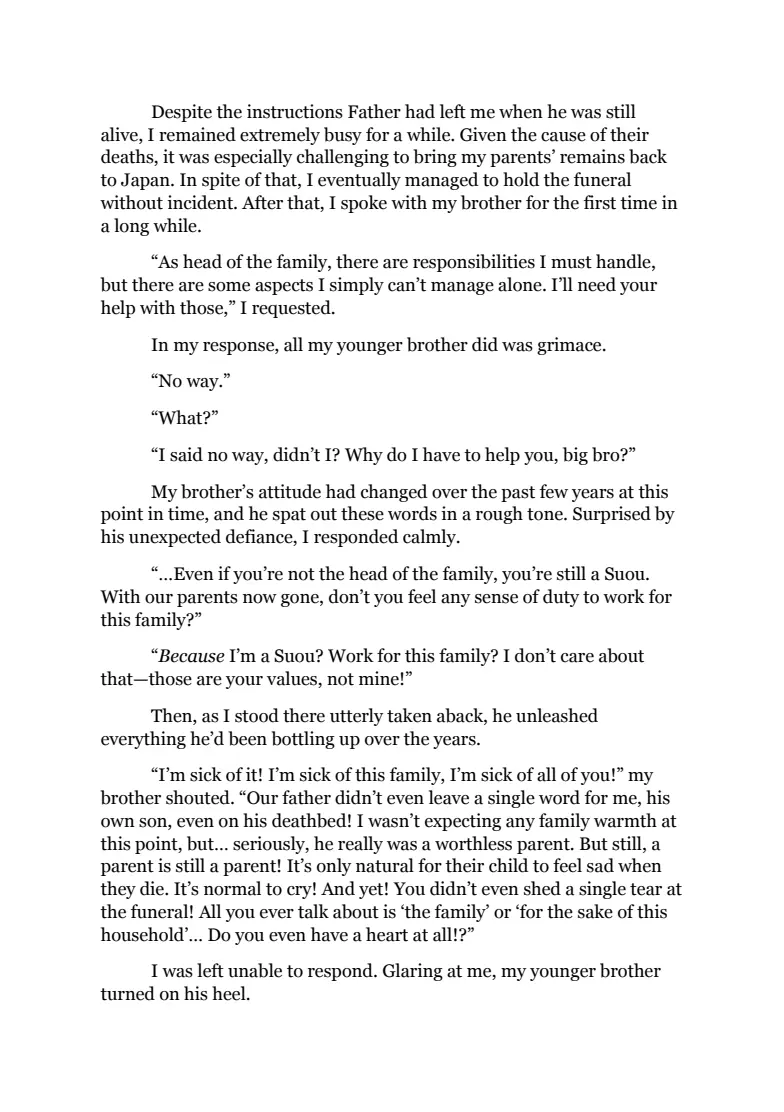 Despite the instructions Father had left me when he was still
alive, I remained extremely busy for a while. Given the cause of their
deaths, it was especially challenging to bring my parents’ remains back
to Japan. In spite of that, I eventually managed to hold the funeral
without incident. After that, I spoke with my brother for the first time in
a long while.
“As head of the family, there are responsibilities I must handle,
but there are some aspects I simply can’t manage alone. I’ll need your
help with those,” I requested.
In my response, all my younger brother did was grimace.
“No way.”
“What?”
“I said no way, didn’t I? Why do I have to help you, big bro?”
My brother’s attitude had changed over the past few years at this
point in time, and he spat out these words in a rough tone. Surprised by
his unexpected defiance, I responded calmly.
“…Even if you’re not the head of the family, you’re still a Suou.
With our parents now gone, don’t you feel any sense of duty to work for
this family?”
“Because I’m a Suou? Work for this family? I don’t care about
that—those are your values, not mine!”
Then, as I stood there utterly taken aback, he unleashed
everything he’d been bottling up over the years.
“I’m sick of it! I’m sick of this family, I’m sick of all of you!” my
brother shouted. “Our father didn’t even leave a single word for me, his
own son, even on his deathbed! I wasn’t expecting any family warmth at
this point, but… seriously, he really was a worthless parent. But still, a
parent is still a parent! It’s only natural for their child to feel sad when
they die. It’s normal to cry! And yet! You didn’t even shed a single tear at
the funeral! All you ever talk about is ‘the family’ or ‘for the sake of this
household’… Do you even have a heart at all!?”
I was left unable to respond. Glaring at me, my younger brother
turned on his heel.